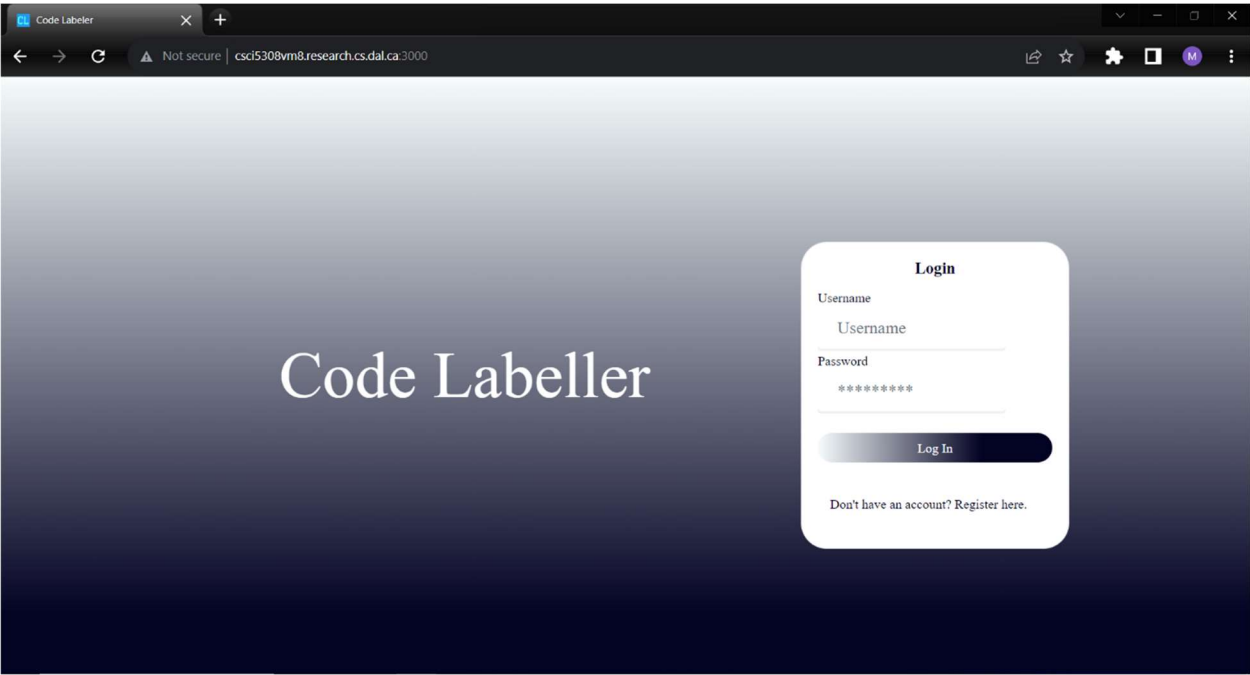 CL Code Labeler
Not secure csci5308vm8.research.cs.dal.ca:3000
M
Login
Username
Username
Code Labeller
Password
*********
Log In
Don't have an account? Register here.